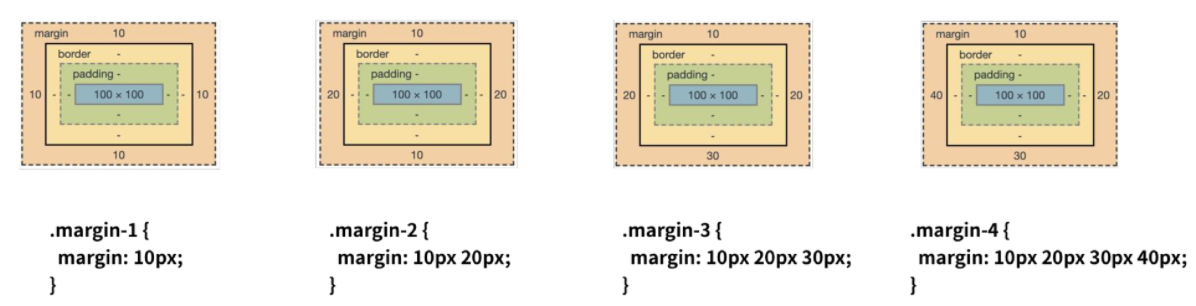 margin 10
border -
padding -
10 - - 100 × 100 - - 10
-
-
10
margin 10
border -
padding -
20 - - 100 × 100 - - 20
-
-
10
margin 10
border -
padding -
20 - - 100 × 100 - - 20
-
-
30
margin 10
border -
padding -
40 - - 100 × 100 - - 20
-
-
30
.margin-1 {
margin: 10px;
}
.margin-2 {
margin: 10px 20px;
}
.margin-3 {
margin: 10px 20px 30px;
}
.margin-4 {
margin: 10px 20px 30px 40px;
}